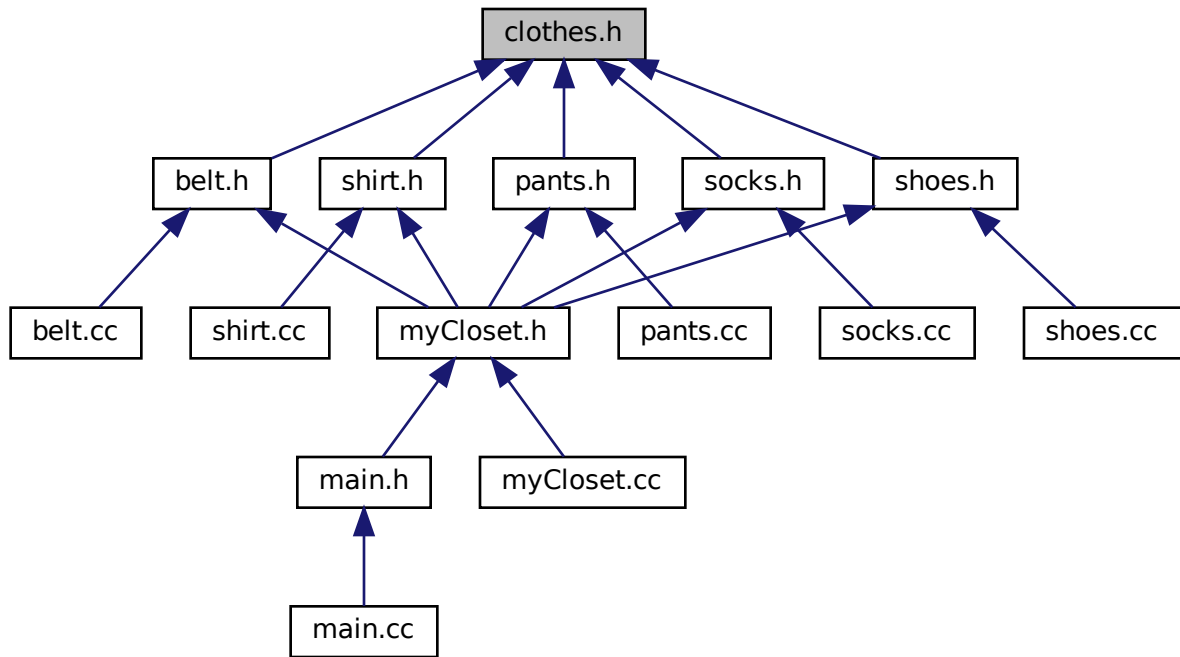 clothes.h
belt.h
shirt.h
pants.h
socks.h
shoes.h
belt.cc
shirt.cc
myCloset.h
pants.cc
socks.cc
shoes.cc
main.h
myCloset.cc
main.cc